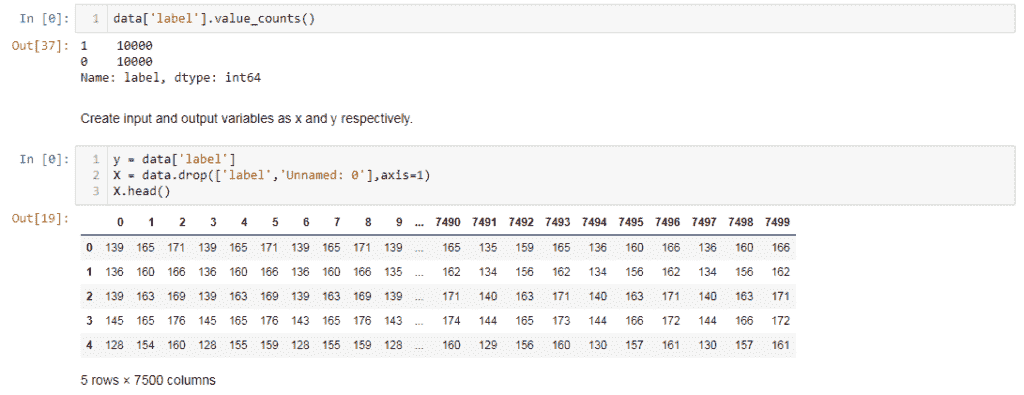 In [0]: 1 data['label'].value_counts()
Out[37]: 1 10000
0 10000
Name: label, dtype: int64
Create input and output variables as x and y respectively.
In [0]: 1 y = data['label']
2 X = data.drop(['label','Unnamed: 0'],axis=1)
3 X.head()
Out[19]:
0 1 2 3 4 5 6 7 8 9 ... 7490 7491 7492 7493 7494 7495 7496 7497 7498 7499
0 139 165 171 139 165 171 139 165 171 139 ... 165 135 159 165 136 160 166 136 160 166
1 136 160 166 136 160 166 136 160 166 135 ... 162 134 156 162 134 156 162 134 156 162
2 139 163 169 139 163 169 139 163 169 139 ... 171 140 163 171 140 163 171 140 163 171
3 145 165 176 145 165 176 143 165 176 143 ... 174 144 165 173 144 166 172 144 166 172
4 128 154 160 128 155 159 128 155 159 128 ... 160 129 156 160 130 157 161 130 157 161
5 rows × 7500 columns